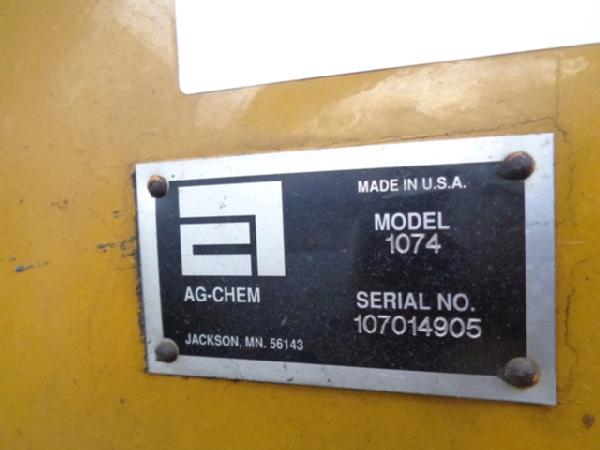 MADE IN U.S.A.
MODEL
1074
AG-CHEM
SERIAL NO.
107014905
JACKSON, MN. 56143